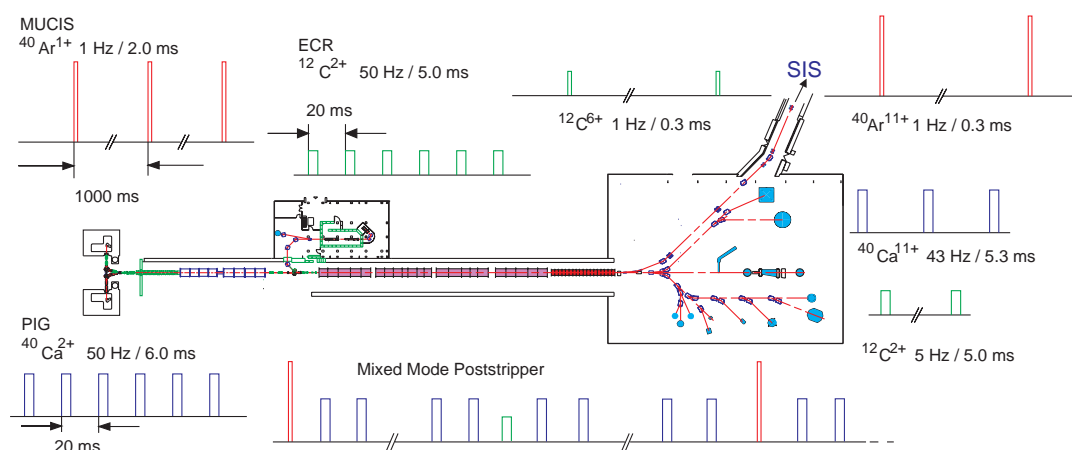 MUCIS
40Ar1+ 1 Hz / 2.0 ms
1000 ms
ECR
12 C2+ 50 Hz / 5.0 ms
20 ms
12C6+ 1 Hz / 0.3 ms
SIS
40Ar11+ 1 Hz / 0.3 ms
40Ca11+ 43 Hz / 5.3 ms
12C2+ 5 Hz / 5.0 ms
PIG
40Ca2+ 50 Hz / 6.0 ms
20 ms
Mixed Mode Poststripper